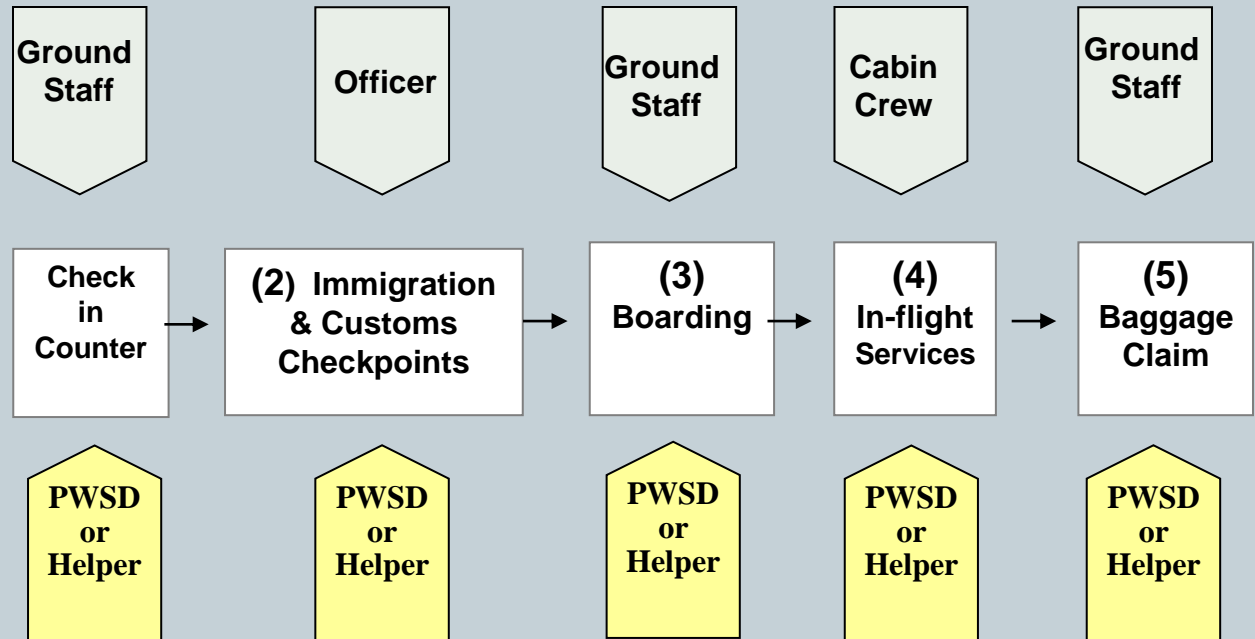 Ground
Staff
Officer
Ground
Staff
Cabin
Crew
Ground
Staff
Check
in
Counter
(2) Immigration
& Customs
Checkpoints
(3)
Boarding
(4)
In-flight
Services
(5)
Baggage
Claim
PWSD
or
Helper
PWSD
or
Helper
PWSD
or
Helper
PWSD
or
Helper
PWSD
or
Helper